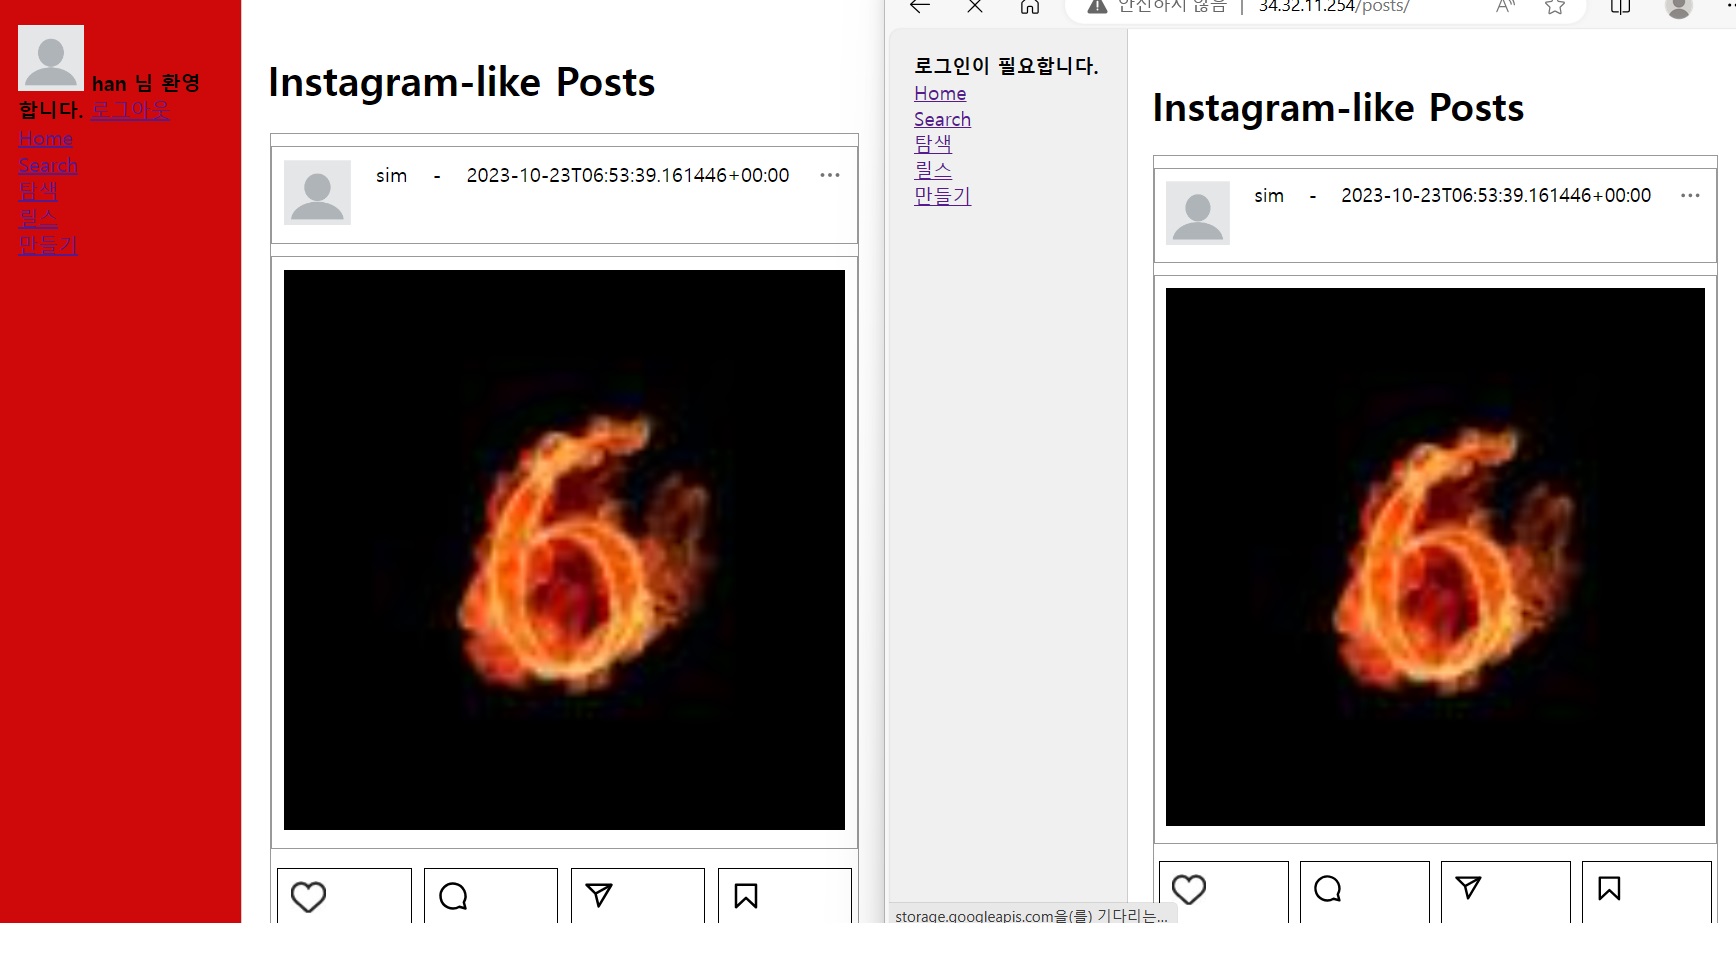 han 님 환영
합니다. 로그아웃
Home
Search
탐색
릴스
만들기
Instagram-like Posts
sim - 2023-10-23T06:53:39.161446+00:00 ···
6
안전하지 않음 | 34.32.11.254/posts/
로그인이 필요합니다.
Home
Search
탐색
릴스
만들기
Instagram-like Posts
sim - 2023-10-23T06:53:39.161446+00:00 ···
6
storage.googleapis.com을(를) 기다리는...